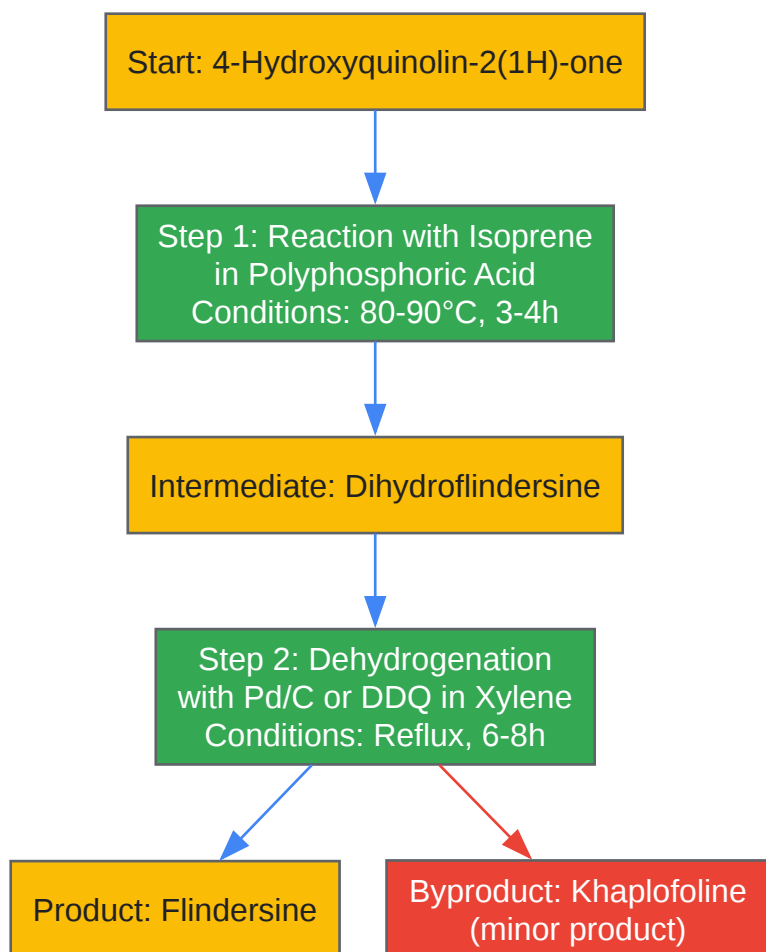 Start: 4-Hydroxyquinolin-2(1H)-one
Step 1: Reaction with Isoprene
in Polyphosphoric Acid
Conditions: 80-90°C, 3-4h
Intermediate: Dihydroflindersine
Step 2: Dehydrogenation
with Pd/C or DDQ in Xylene
Conditions: Reflux, 6-8h
Product: Flindersine
Byproduct: Khaplofoline
(minor product)